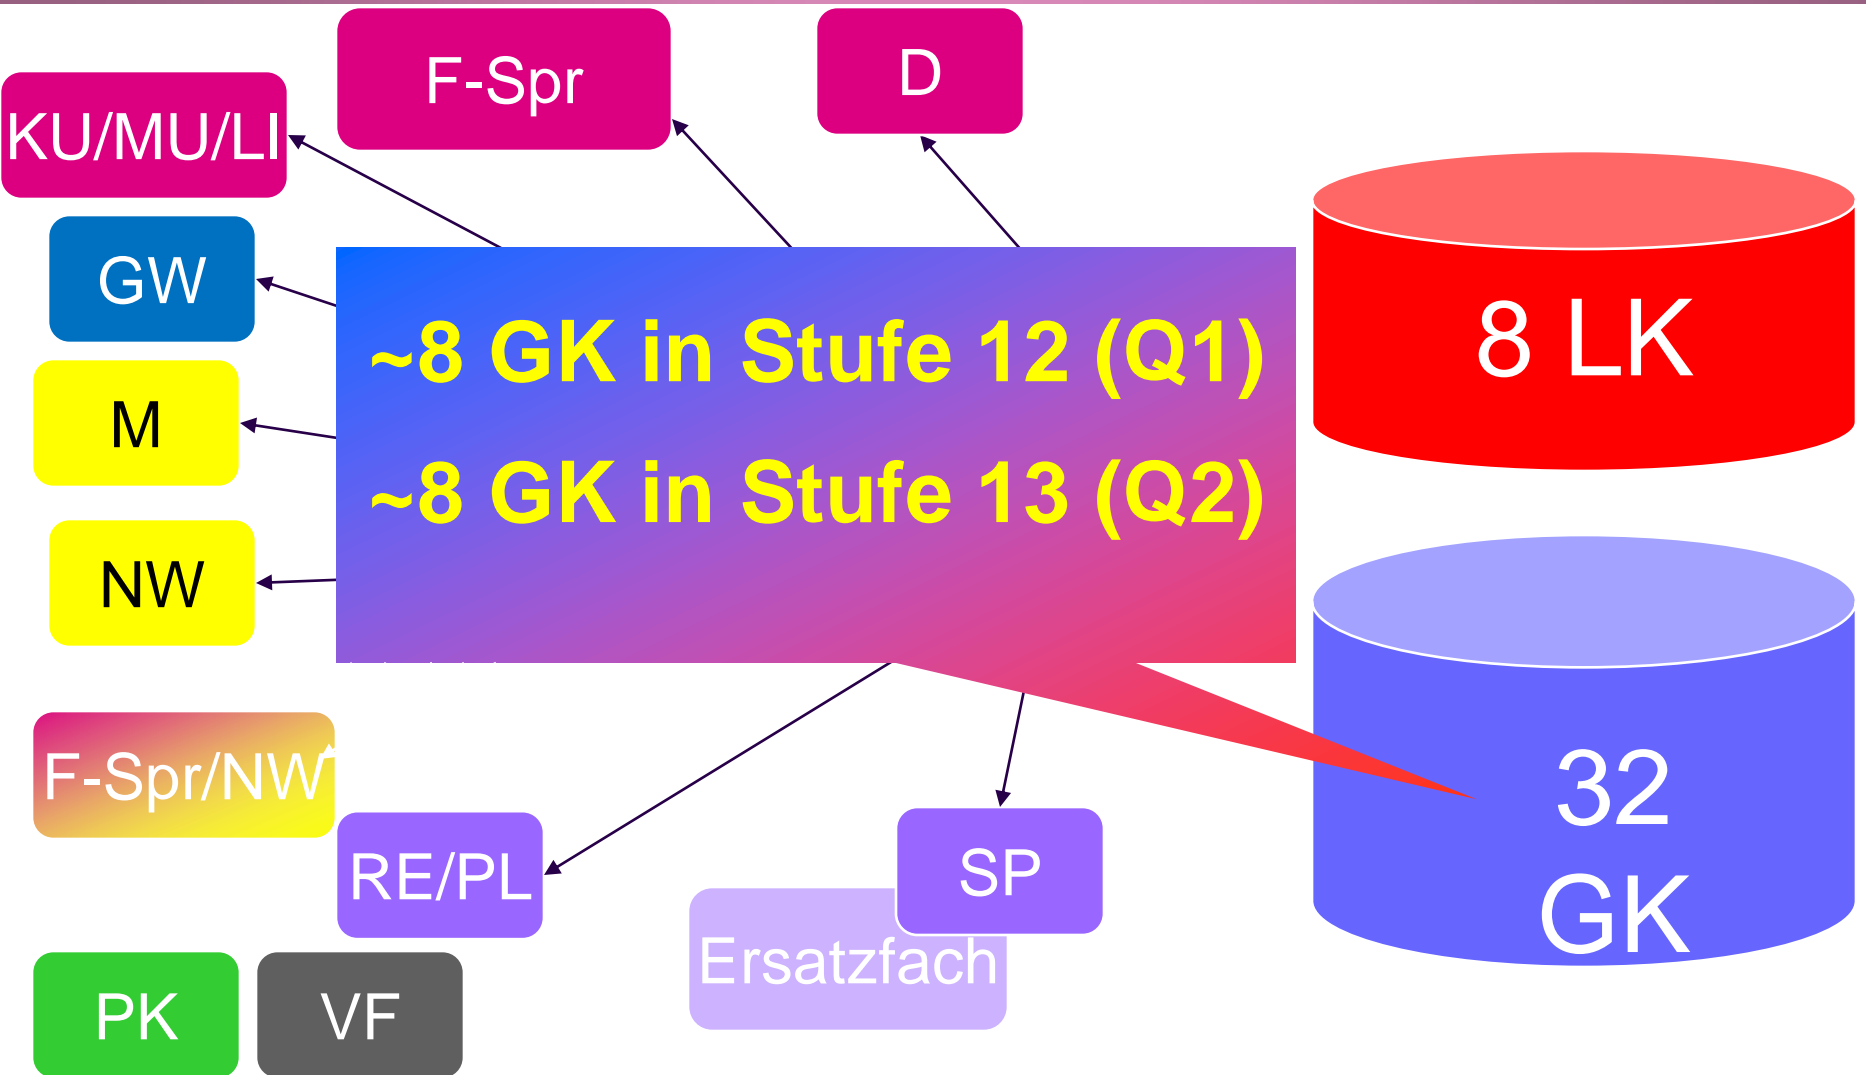 F-Spr
D
KU/MU/LI
GW
M
NW
~8 GK in Stufe 12 (Q1)
~8 GK in Stufe 13 (Q2)
8 LK
F-Spr/NW
RE/PL
SP
Ersatzfach
32
GK
PK
VF